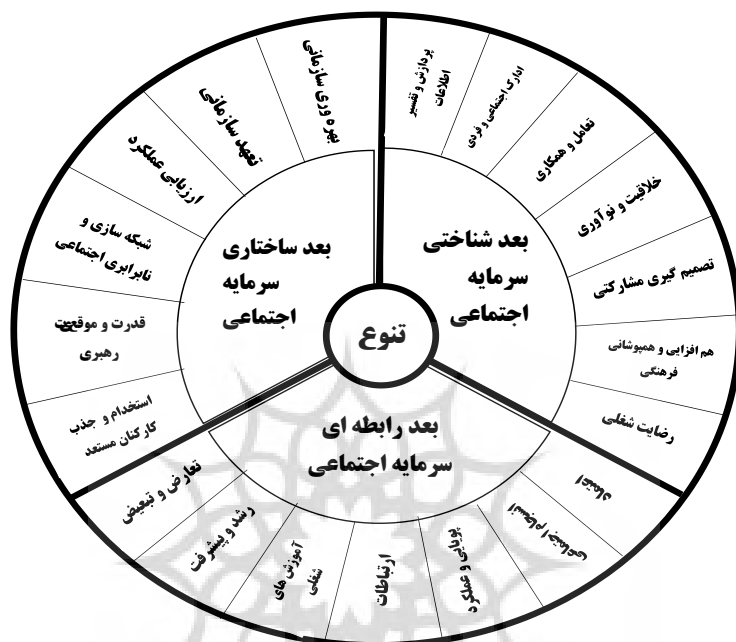 تنوع
بعد شناختی
سرمایه
اجتماعی
پردازش و تفسیر
اطلاعات
ادارک اجتماعی و فردی
تعامل و همکاری
خلاقیت و نوآوری
تصمیم گیری مشارکتی
هم افزایی و همپوشانی
فرهنگی
رضایت شغلی
بعد رابطه ای
سرمایه اجتماعی
اعتماد
انسجام اجتماعی
پویایی و عملکرد
ارتباطات
آموزش های
شغلی
رشد و پیشرفت
تعارض و تبعیض
بعد ساختاری
سرمایه
اجتماعی
استخدام و جذب
کارکنان مستعد
قدرت و موقعیت
رهبری
شبکه سازی و
نابرابری اجتماعی
ارزیابی عملکرد
تعهد سازمانی
بهره وری سازمانی